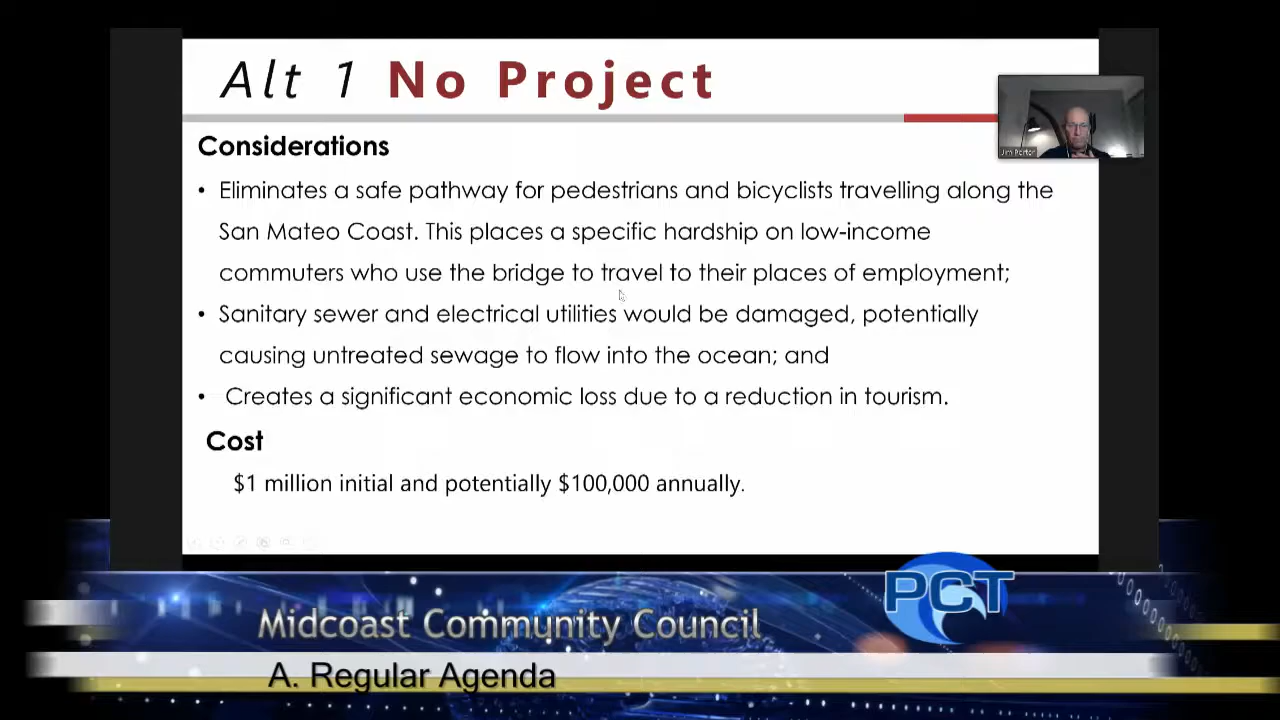 Alt 1 No Project
Considerations
• Eliminates a safe pathway for pedestrians and bicyclists travelling along the
San Mateo Coast. This places a specific hardship on low-income
commuters who use the bridge to travel to their places of employment;
• Sanitary sewer and electrical utilities would be damaged, potentially
causing untreated sewage to flow into the ocean; and
• Creates a significant economic loss due to a reduction in tourism.
Cost
$1 million initial and potentially $100,000 annually.
Jim Porter
PCT
Midcoast Community Council
A. Regular Agenda